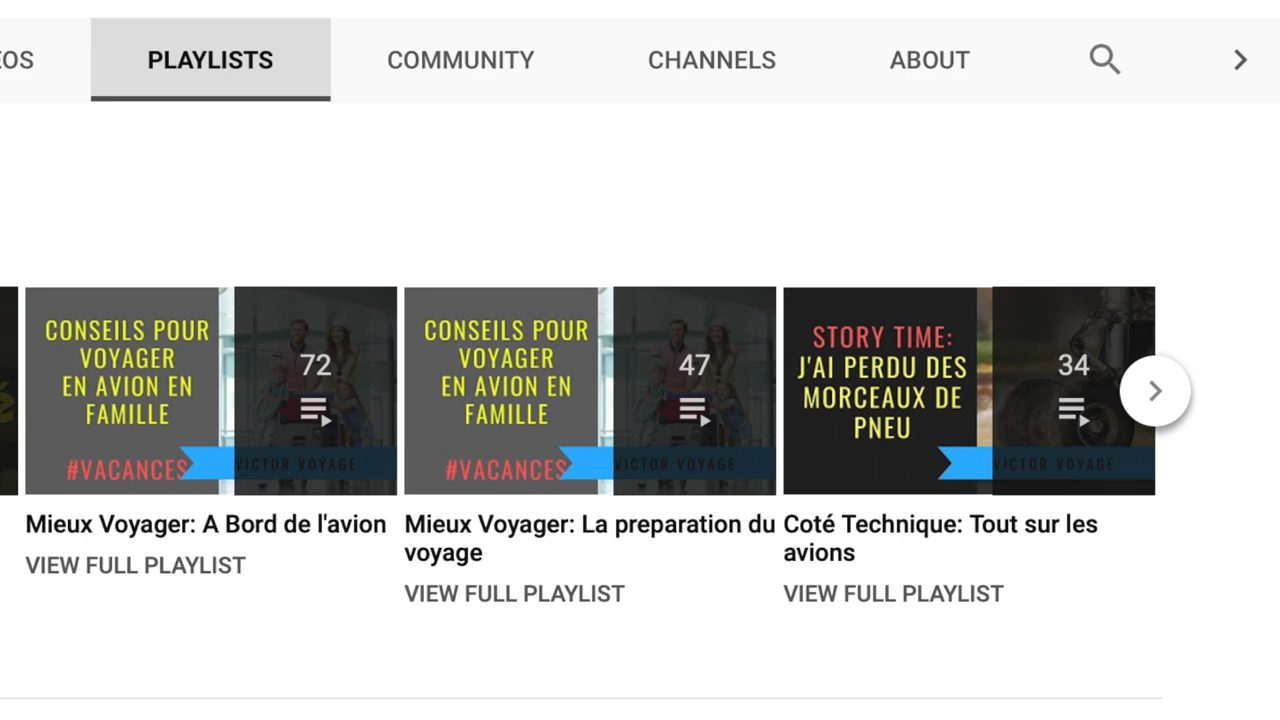 EOS
PLAYLISTS
COMMUNITY
CHANNELS
ABOUT
CONSEILS POUR
VOYAGER
EN AVION EN
FAMILLE
#VACANCES
72
VICTOR VOYAGE
Mieux Voyager: A Bord de l'avion
VIEW FULL PLAYLIST
CONSEILS POUR
VOYAGER
EN AVION EN
FAMILLE
#VACANCES
47
VICTOR VOYAGE
Mieux Voyager: La preparation du
voyage
VIEW FULL PLAYLIST
STORY TIME:
J'AI PERDU DES
MORCEAUX DE
PNEU
34
VICTOR VOYAGE
Coté Technique: Tout sur les
avions
VIEW FULL PLAYLIST